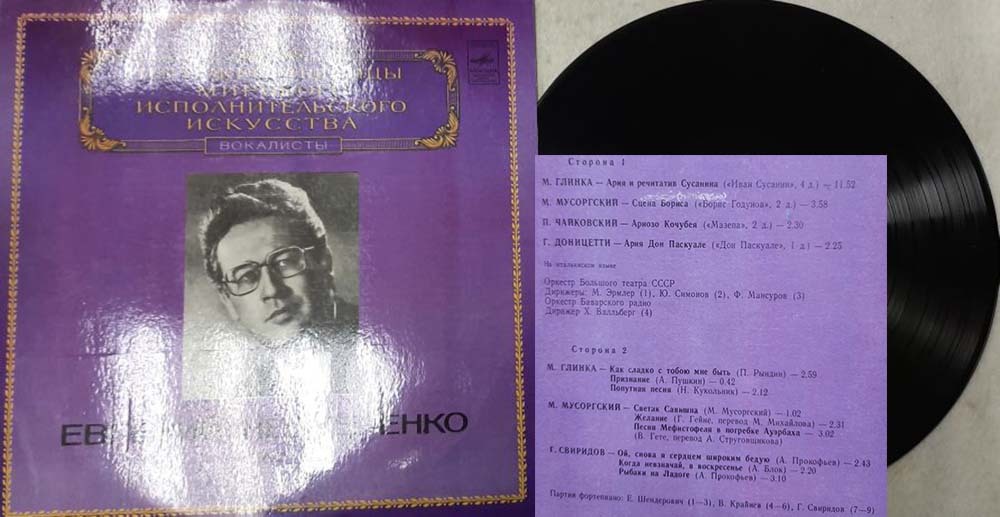 МИРОВОГО
ИСПОЛНИТЕЛЬСКОГО
ИСКУССТВА
ВОКАЛИСТЫ
Сторона 1
М. ГЛИНКА — Ария и речитатив Сусанина («Иван Сусанин», 4 д.) — 11.52
М. МУСОРГСКИЙ — Сцена Бориса («Борис Годунов», 2 д.) — 3.58
П. ЧАЙКОВСКИЙ — Ариозо Кочубея («Мазепа», 2 д.) — 2.30
Г. ДОНИЦЕТТИ — Ария Дон Паскуале («Дон Паскуале», 1 д.) — 2.25
На итальянском языке
Оркестр Большого театра СССР
Дирижеры: М. Эрмлер (1), Ю. Симонов (2), Ф. Мансуров (3)
Оркестр Баварского радио
Дирижер Х. Валльберг (4)
Сторона 2
М. ГЛИНКА — Как сладко с тобою мне быть (П. Рындин) — 2.59
Признание (А. Пушкин) — 0.42
Попутная песня (Н. Кукольник) — 2.12
М. МУСОРГСКИЙ — Светик Савишна (М. Мусоргский) — 1.02
Желание (Г. Гейне, перевод М. Михайлова) — 2.31
Песня Мефистофеля в погребке Ауэрбаха — 3.02
(В. Гете, перевод А. Струговщикова)
Г. СВИРИДОВ — Ой, снова я сердцем широким бедую (А. Прокофьев) — 2.43
Когда невзначай, в воскресенье (А. Блок) — 2.20
Рыбаки на Ладоге (А. Прокофьев) — 3.10
Партия фортепиано: Е. Шендерович (1—3), В. Крайнев (4—6), Г. Свиридов (7—9)